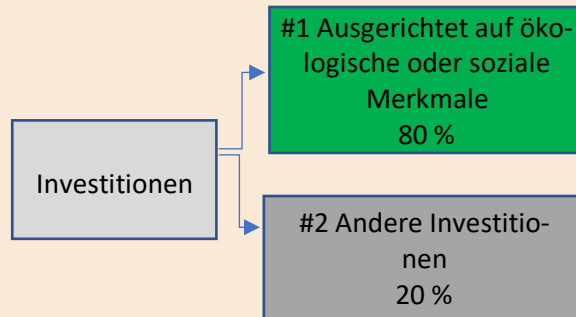 #1 Ausgerichtet auf öko-
logische oder soziale
Merkmale
80 %
Investitionen
#2 Andere Investitio-
nen
20 %